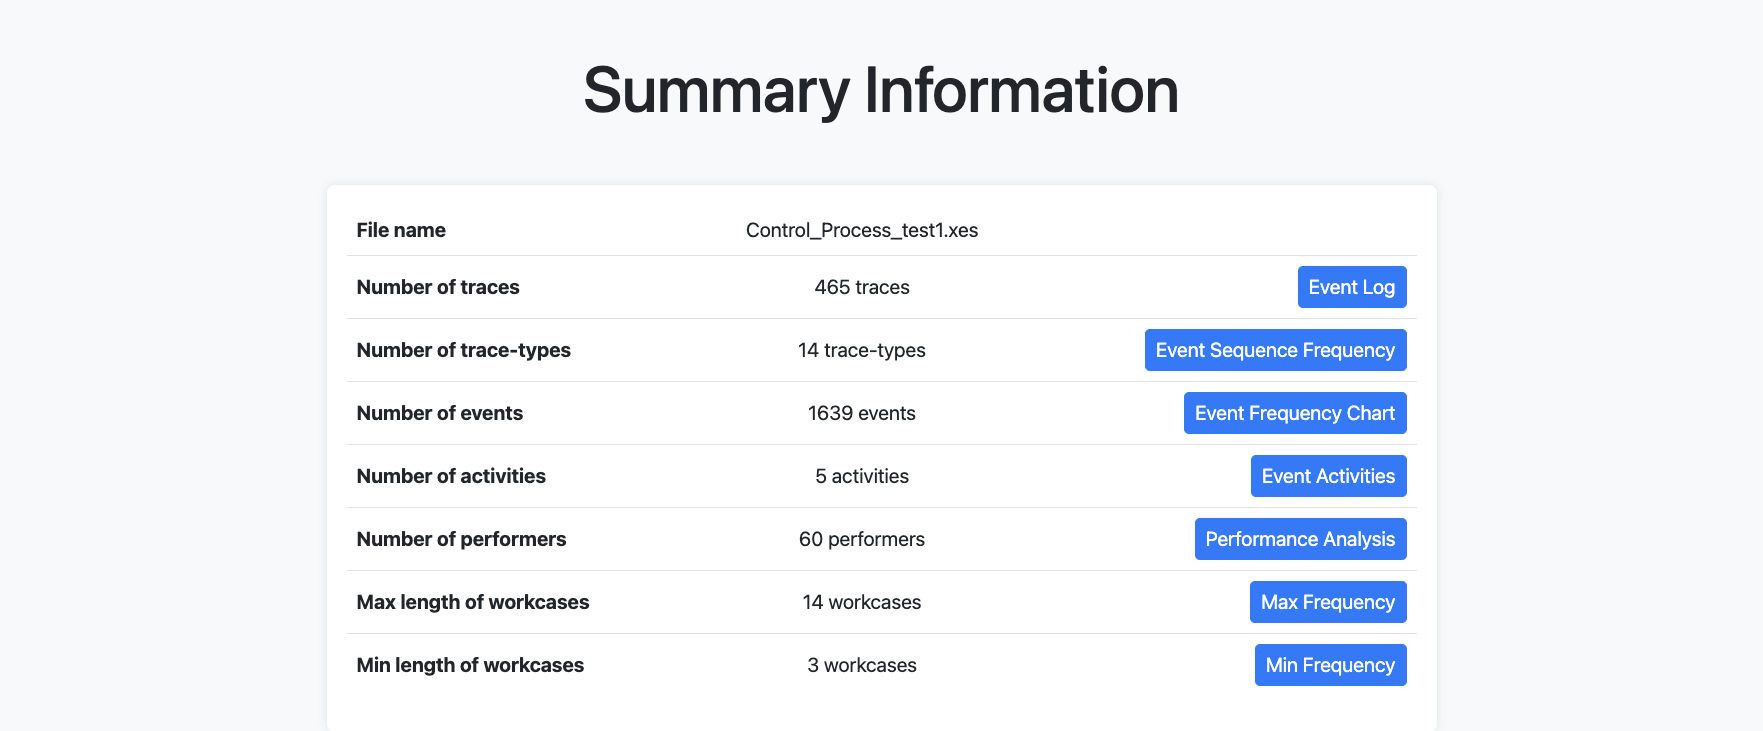 Summary Information
File name Control_Process_test1.xes
Number of traces 465 traces Event Log
Number of trace-types 14 trace-types Event Sequence Frequency
Number of events 1639 events Event Frequency Chart
Number of activities 5 activities Event Activities
Number of performers 60 performers Performance Analysis
Max length of workcases 14 workcases Max Frequency
Min length of workcases 3 workcases Min Frequency